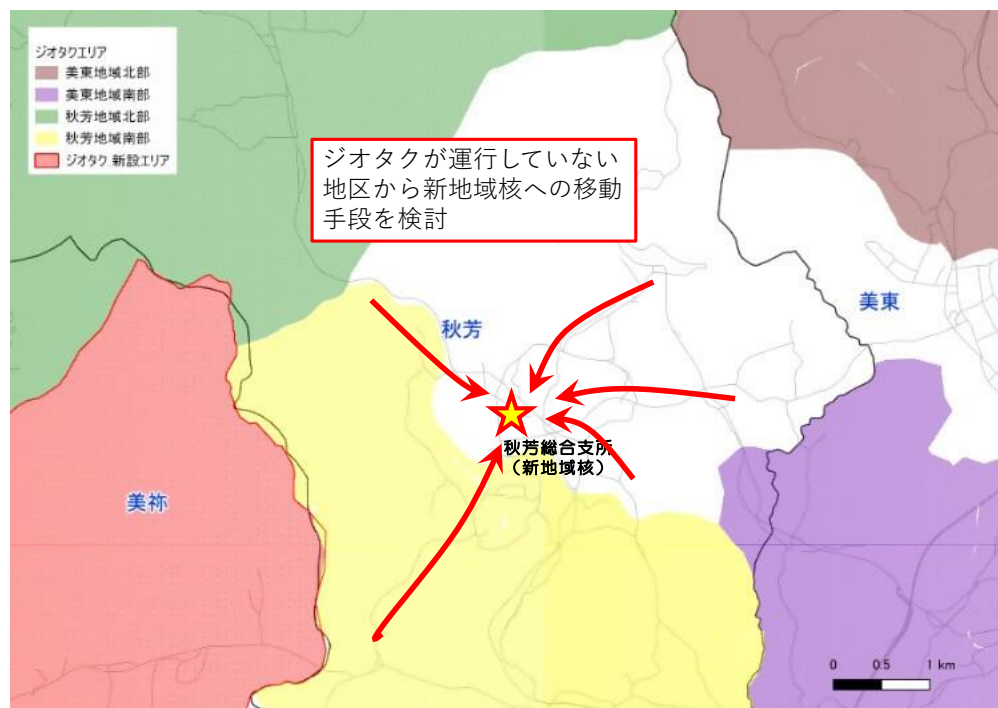 ジオタクエリア
美東地域北部
美東地域南部
秋芳地域北部
秋芳地域南部
ジオタク 新設エリア
ジオタクが運行していない
地区から新地域核への移動
手段を検討
秋芳
美東
秋芳総合支所
（新地域核）
美祢
0 0.5 1 km